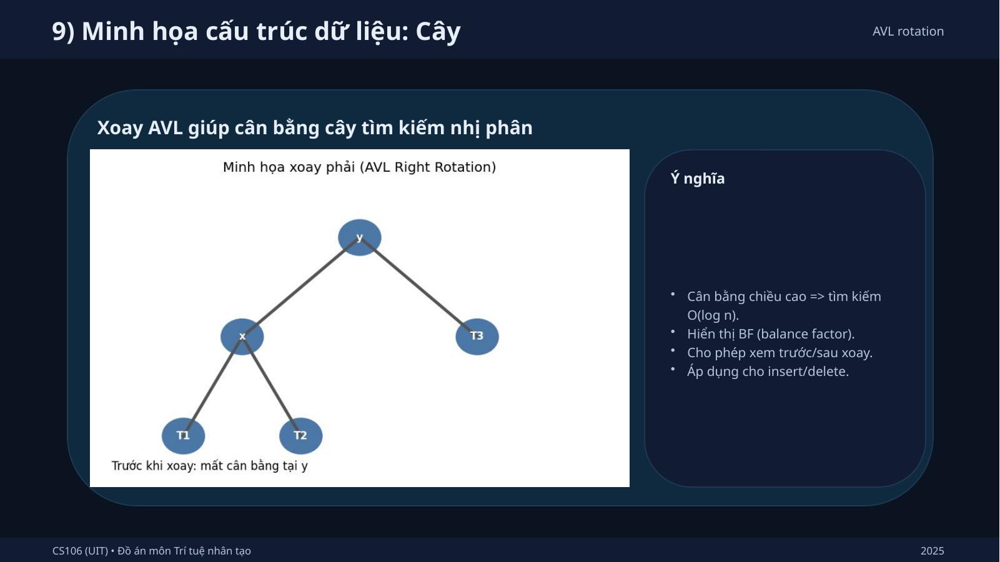 9) Minh họa cấu trúc dữ liệu: Cây
AVL rotation
Xoay AVL giúp cân bằng cây tìm kiếm nhị phân
Minh họa xoay phải (AVL Right Rotation)
y
x
T3
T1
T2
Trước khi xoay: mất cân bằng tại y
Ý nghĩa
• Cân bằng chiều cao => tìm kiếm
O(log n).
• Hiển thị BF (balance factor).
• Cho phép xem trước/sau xoay.
• Áp dụng cho insert/delete.
CS106 (UIT) • Đồ án môn Trí tuệ nhân tạo
2025